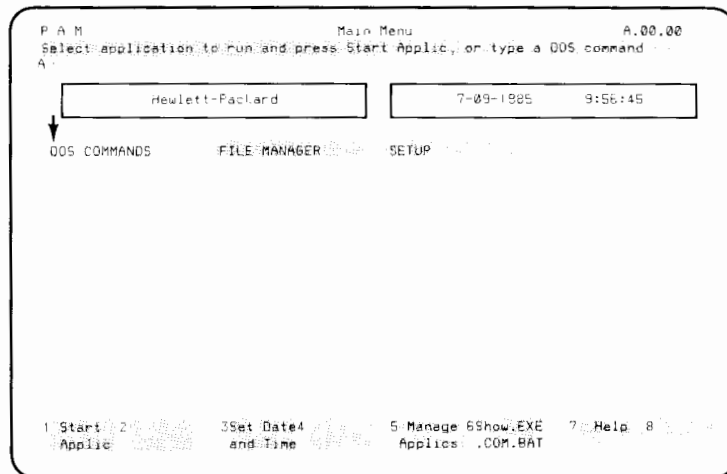 P A M Main Menu A.00.00
Select application to run and press Start Applic, or type a DOS command
A
Hewlett-Packard 7-09-1985 9:56:45
DOS COMMANDS FILE MANAGER SETUP
1 Start 2 3Set Date4 5 Manage 6Show.EXE 7 Help 8
Applic and Time Applics .COM.BAT